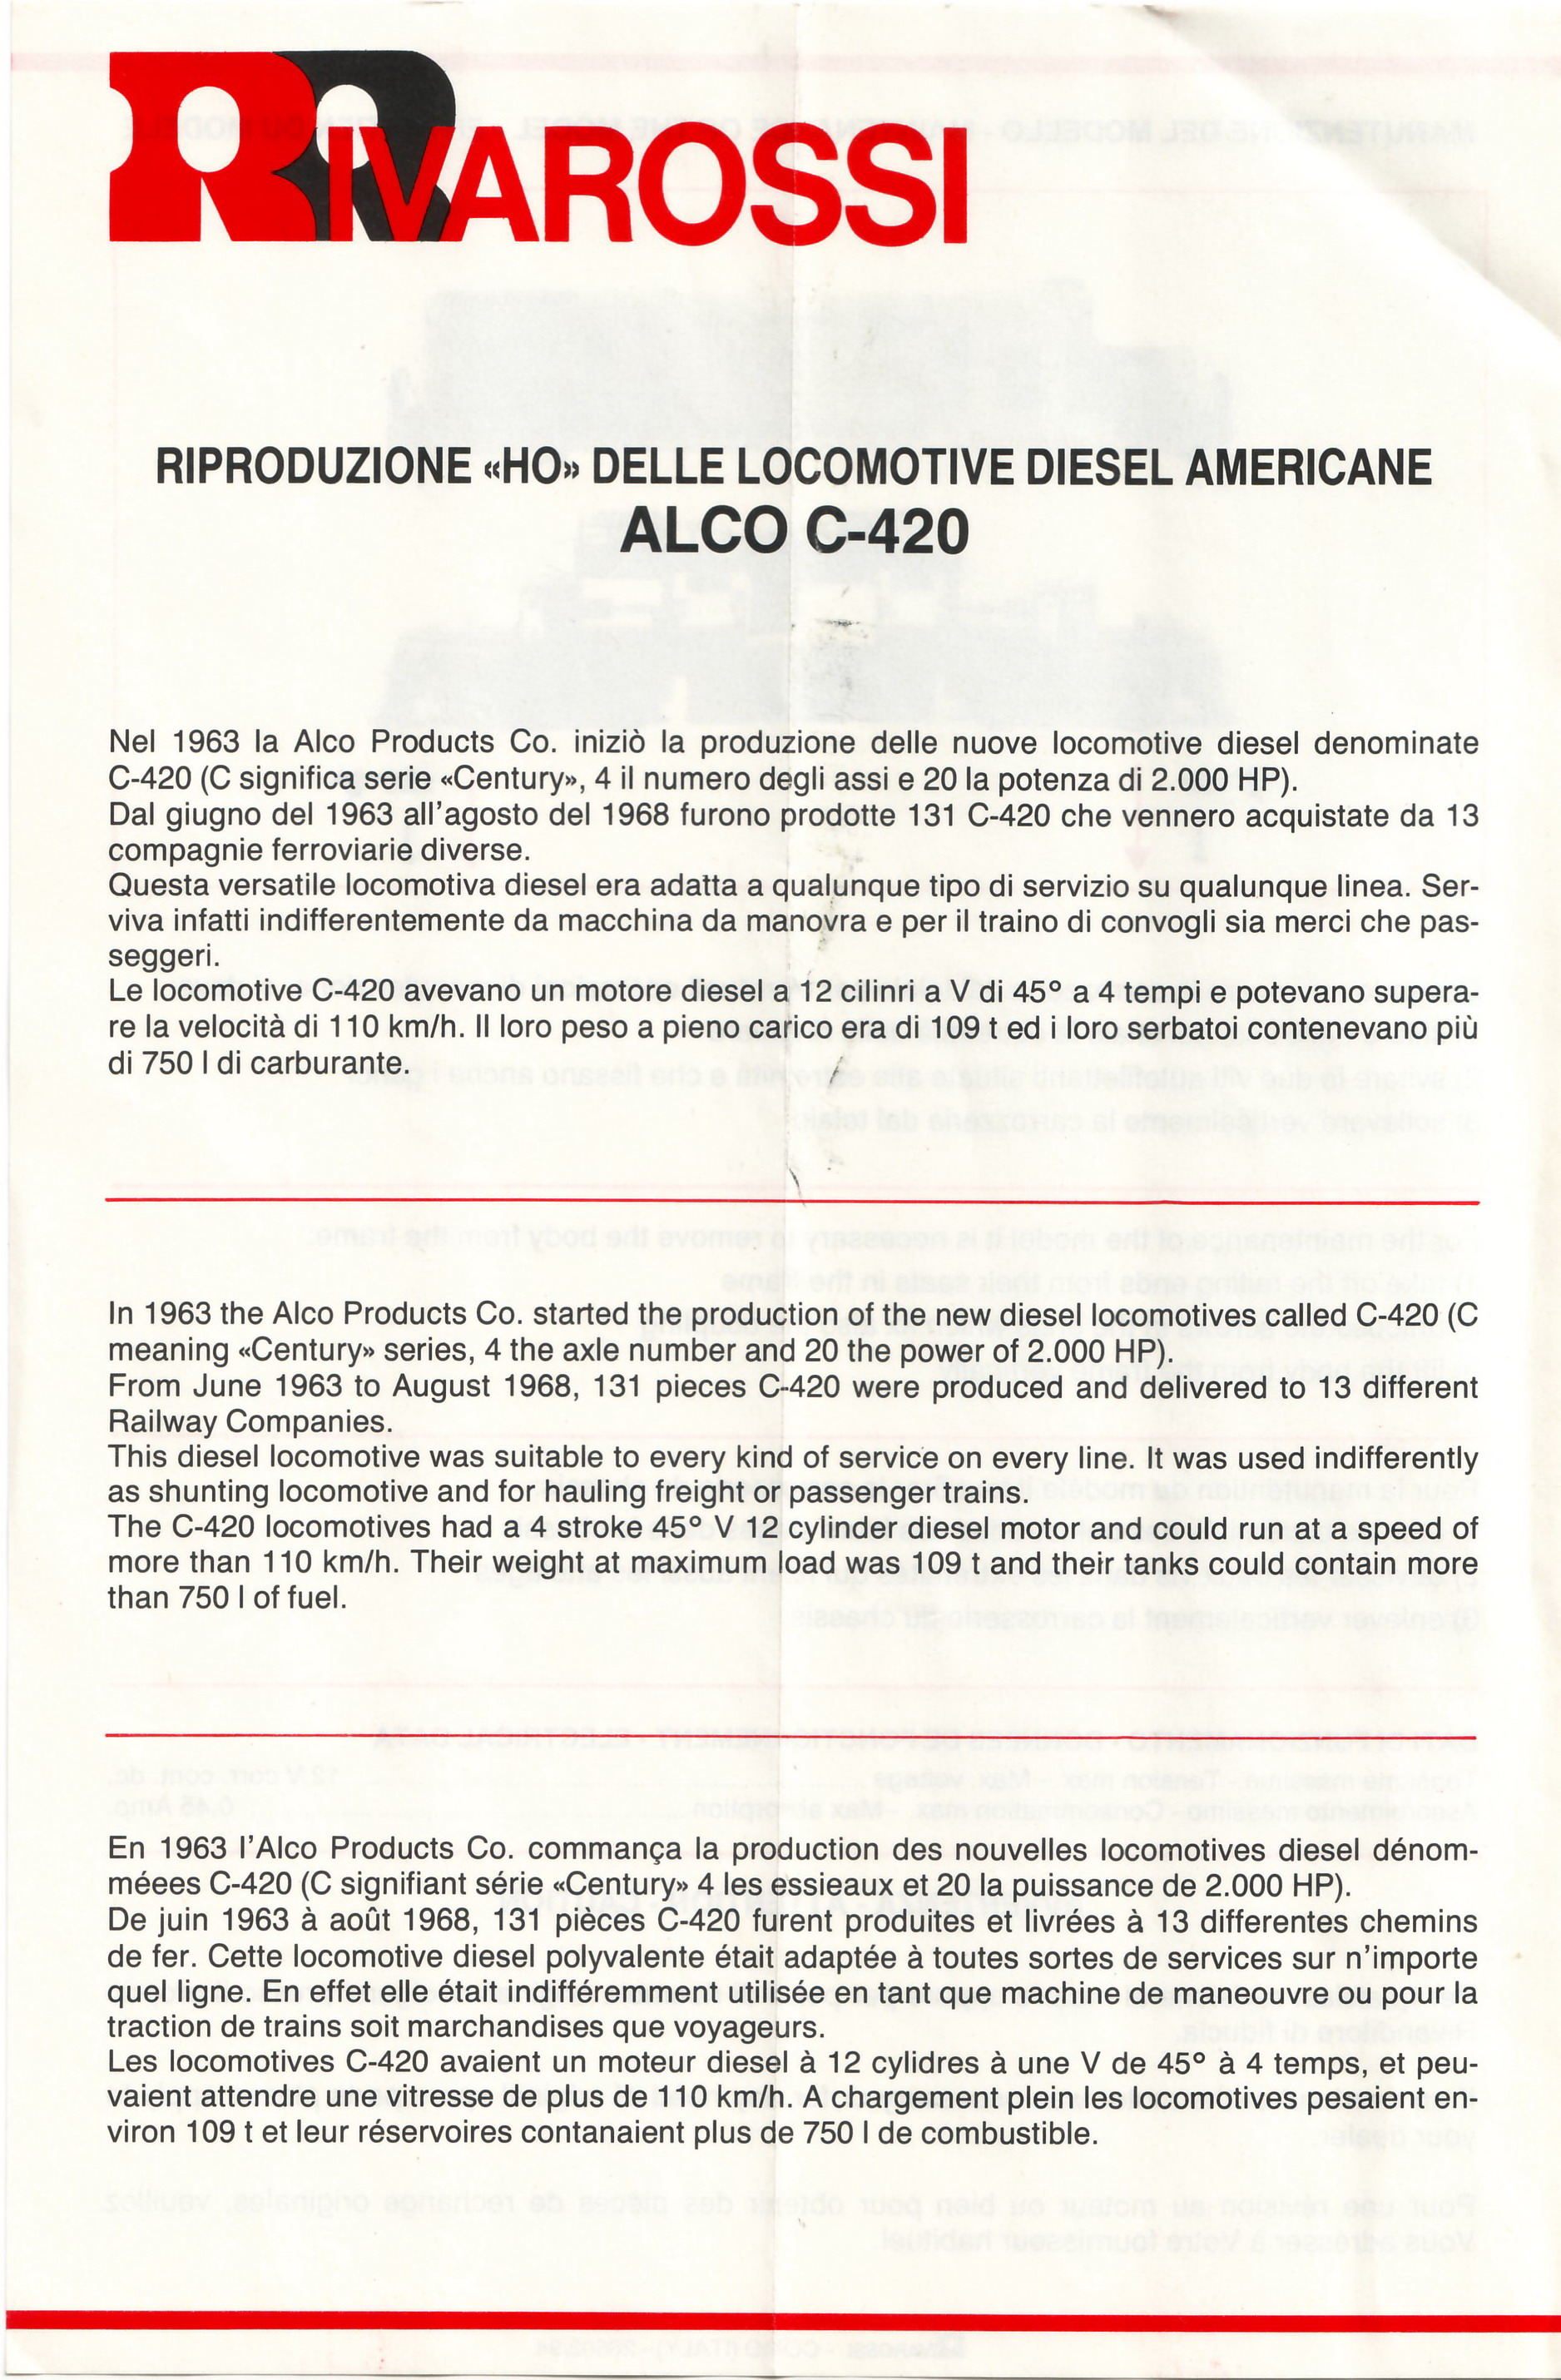 RIVAROSSI
RIPRODUZIONE «HO» DELLE LOCOMOTIVE DIESEL AMERICANE
ALCO C-420
Nel 1963 la Alco Products Co. iniziò la produzione delle nuove locomotive diesel denominate
C-420 (C significa serie «Century», 4 il numero degli assi e 20 la potenza di 2.000 HP).
Dal giugno del 1963 all'agosto del 1968 furono prodotte 131 C-420 che vennero acquistate da 13
compagnie ferroviarie diverse.
Questa versatile locomotiva diesel era adatta a qualunque tipo di servizio su qualunque linea. Ser-
viva infatti indifferentemente da macchina da manovra e per il traino di convogli sia merci che pas-
seggeri.
Le locomotive C-420 avevano un motore diesel a 12 cilinri a V di 45° a 4 tempi e potevano supera-
re la velocità di 110 km/h. Il loro peso a pieno carico era di 109 t ed i loro serbatoi contenevano più
di 750 l di carburante.
In 1963 the Alco Products Co. started the production of the new diesel locomotives called C-420 (C
meaning «Century» series, 4 the axle number and 20 the power of 2.000 HP).
From June 1963 to August 1968, 131 pieces C-420 were produced and delivered to 13 different
Railway Companies.
This diesel locomotive was suitable to every kind of service on every line. It was used indifferently
as shunting locomotive and for hauling freight or passenger trains.
The C-420 locomotives had a 4 stroke 45° V 12 cylinder diesel motor and could run at a speed of
more than 110 km/h. Their weight at maximum load was 109 t and their tanks could contain more
than 750 l of fuel.
En 1963 l'Alco Products Co. commança la production des nouvelles locomotives diesel dénom-
méees C-420 (C signifiant série «Century» 4 les essieaux et 20 la puissance de 2.000 HP).
De juin 1963 à août 1968, 131 pièces C-420 furent produites et livrées à 13 differentes chemins
de fer. Cette locomotive diesel polyvalente était adaptée à toutes sortes de services sur n'importe
quel ligne. En effet elle était indifféremment utilisée en tant que machine de maneouvre ou pour la
traction de trains soit marchandises que voyageurs.
Les locomotives C-420 avaient un moteur diesel à 12 cylidres à une V de 45° à 4 temps, et peu-
vaient attendre une vitresse de plus de 110 km/h. A chargement plein les locomotives pesaient en-
viron 109 t et leur réservoires contanaient plus de 750 l de combustible.